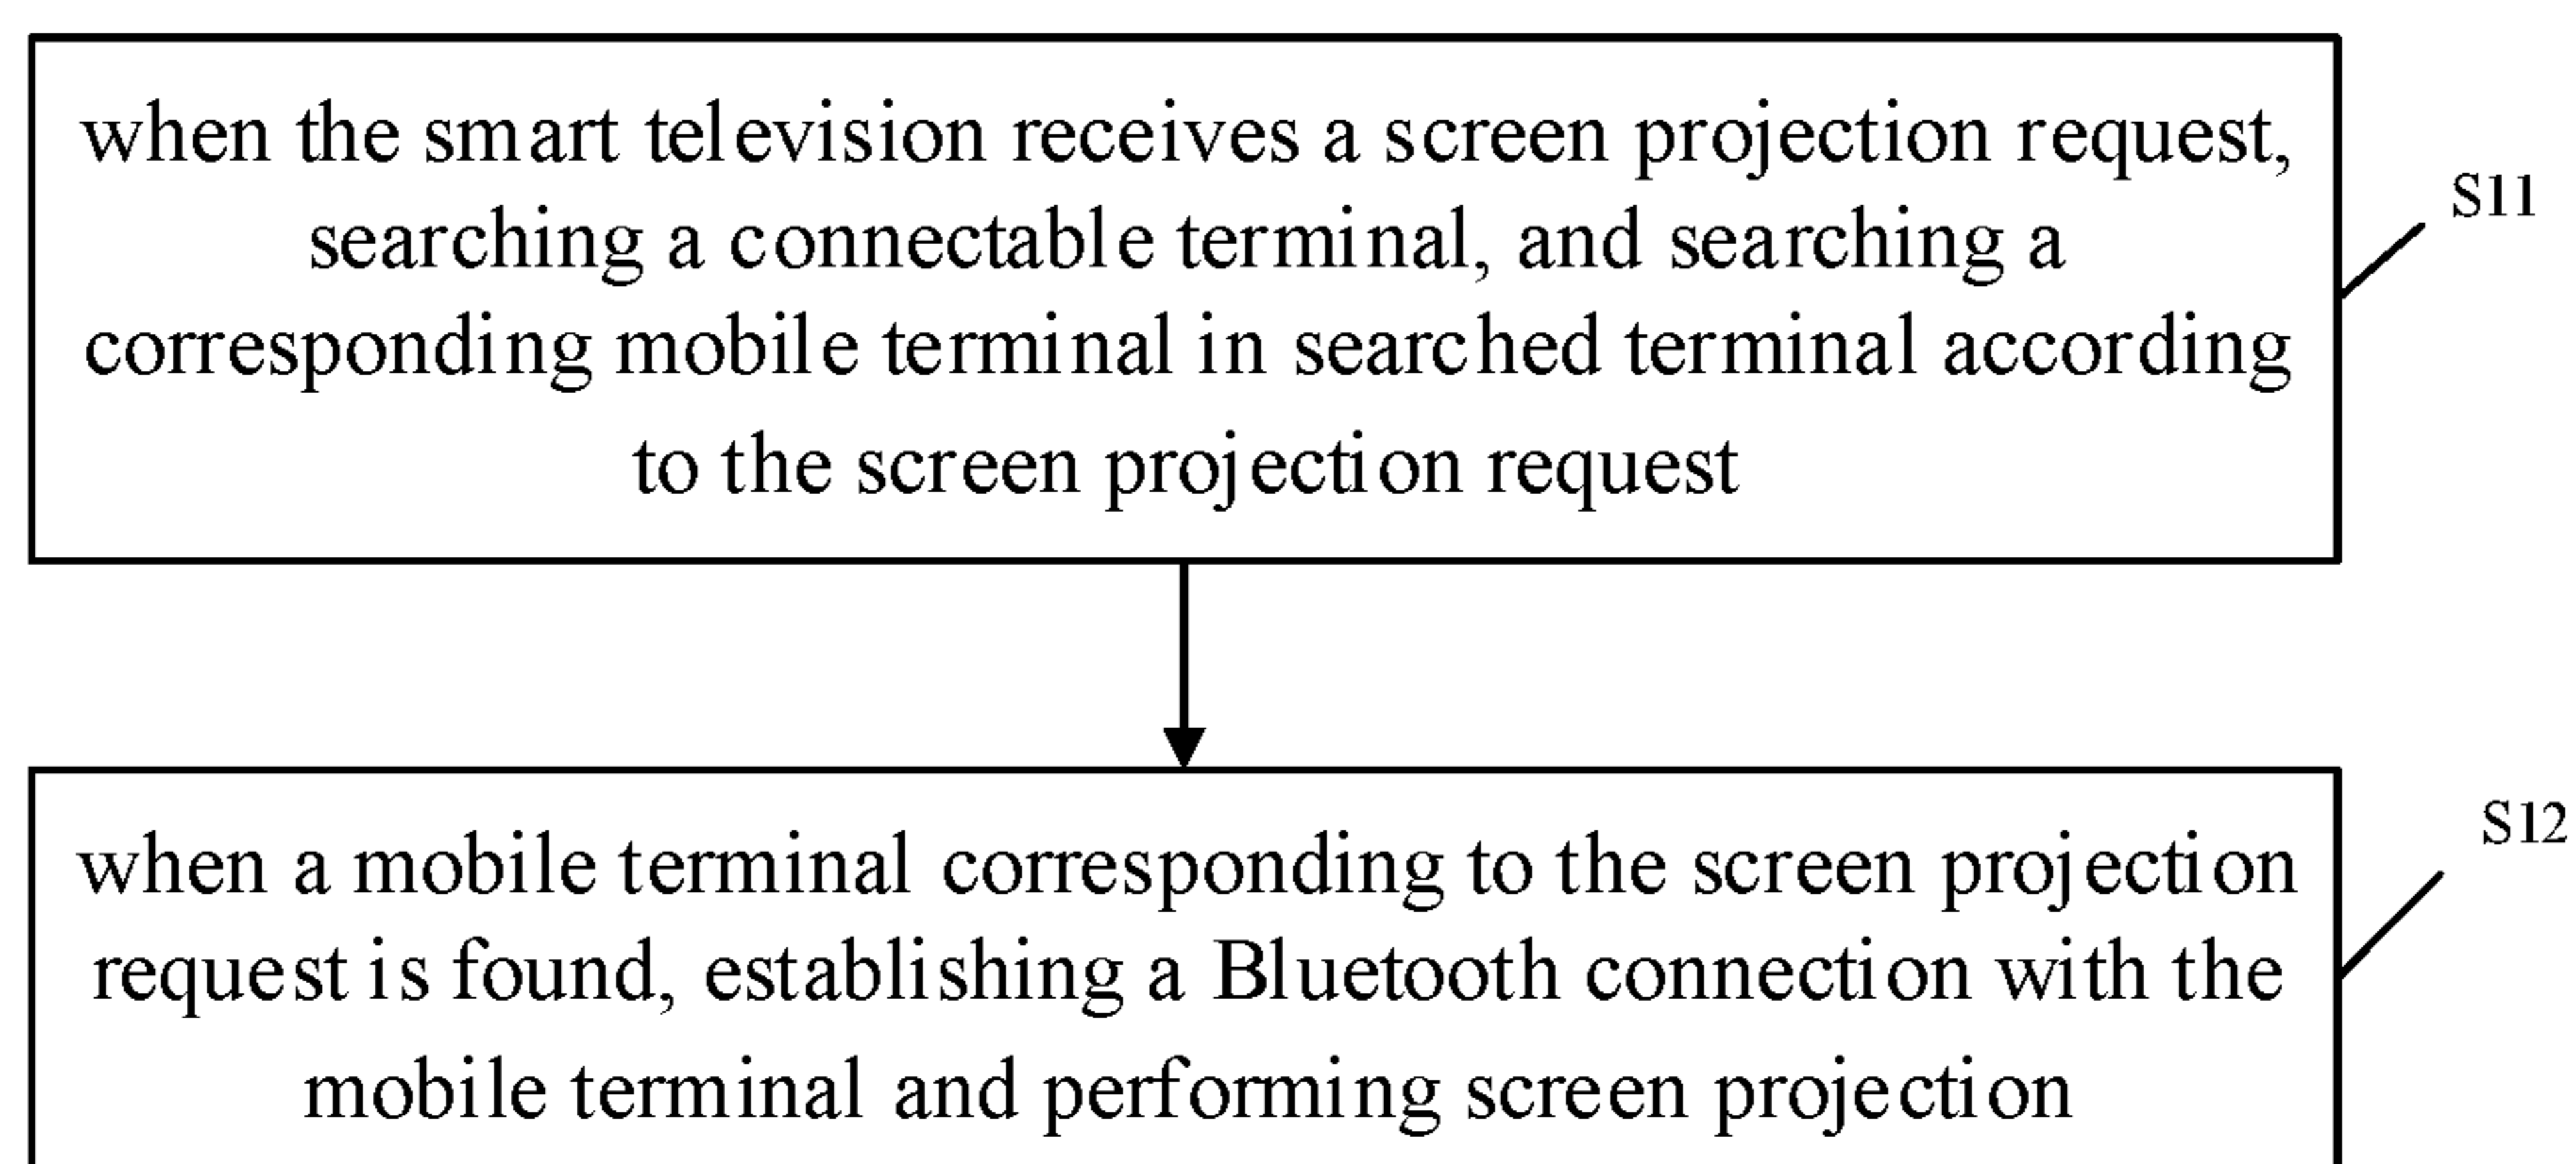 when the smart television receives a screen projection request,
searching a connectable terminal, and searching a
corresponding mobile terminal in searched terminal according
to the screen projection request
S11
when a mobile terminal corresponding to the screen projection
request is found, establishing a Bluetooth connection with the
mobile terminal and performing screen projection
S12